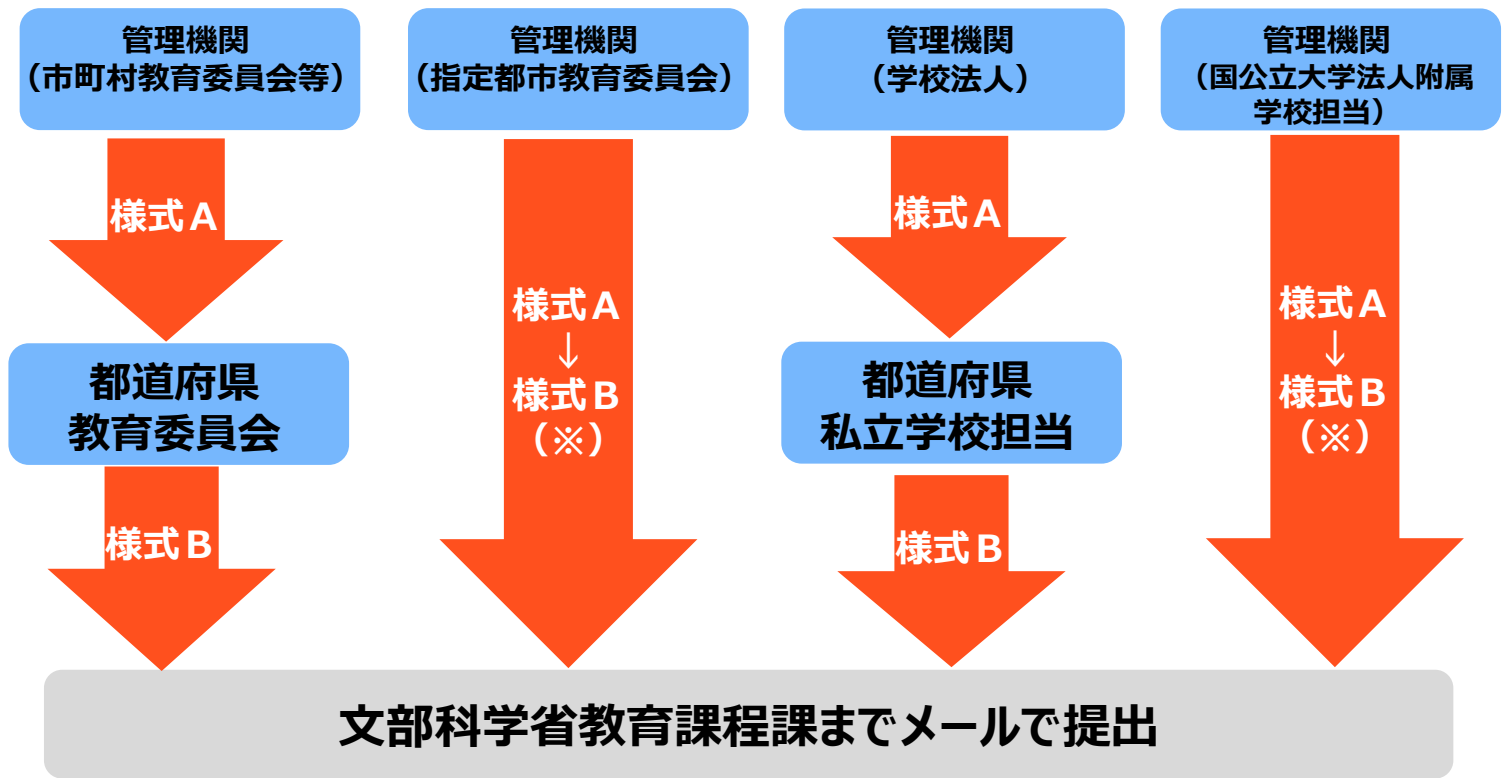 管理機関
（市町村教育委員会等）
管理機関
（指定都市教育委員会）
管理機関
（学校法人）
管理機関
（国公立大学法人附属
学校担当）
様式A
様式A
↓
様式B
（※）
様式A
様式A
↓
様式B
（※）
都道府県
教育委員会
都道府県
私立学校担当
様式B
様式B
文部科学省教育課程課までメールで提出